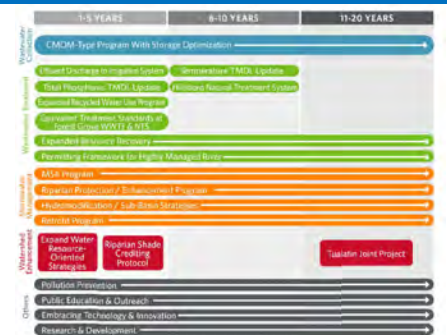 1-5 YEARS
6-10 YEARS
11-20 YEARS
Wastewater Collection
CMOM-Type Program With Storage Optimization
Wastewater Treatment
Effluent Discharge to Irrigation System
Temperature TMDL Update
Total Phosphorus TMDL Update
Hillsboro Natural Treatment System
Expanded Recycled Water Use Program
Equivalent Treatment Standards at
Forest Grove WWTF & NTS
Expanded Resource Recovery
Permitting Framework for Highly Managed River
Stormwater Management
MS4 Program
Riparian Protection / Enhancement Program
Hydromodification / Sub-Basin Strategies
Retrofit Program
Watershed Enhancement
Expand Water
Resource-
Oriented
Strategies
Riparian Shade
Crediting
Protocol
Tualatin Joint Project
Others
Pollution Prevention
Public Education & Outreach
Embracing Technology & Innovation
Research & Development